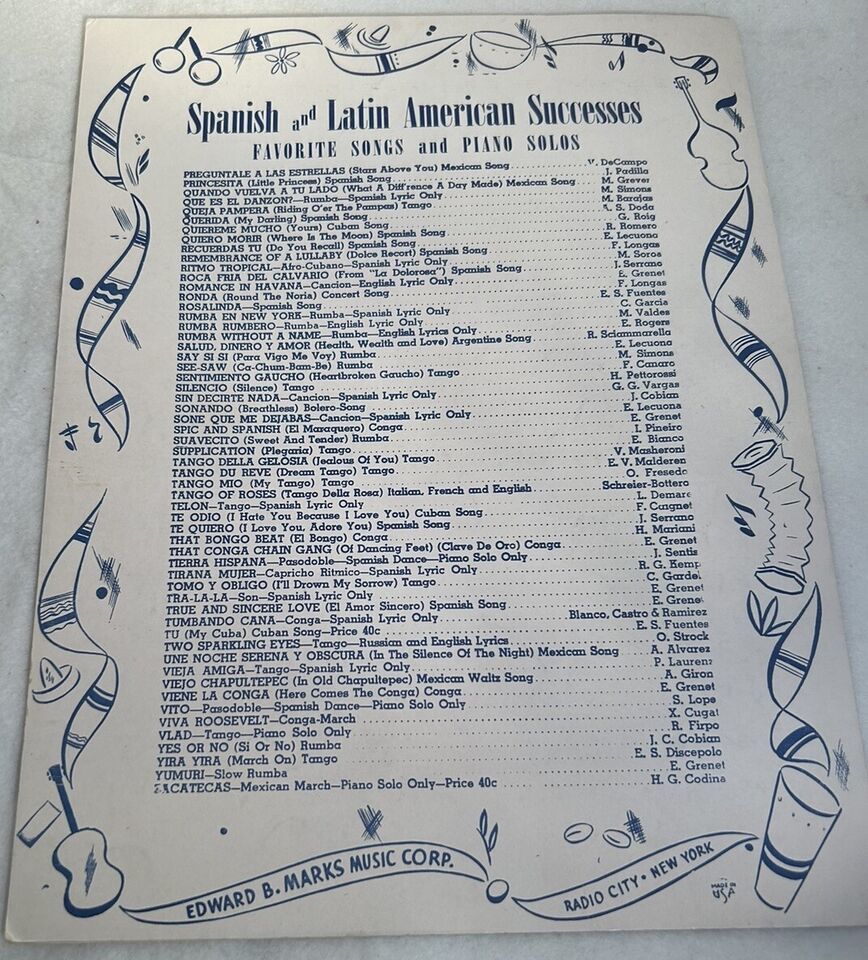 Spanish and Latin American Successes
FAVORITE SONGS and PIANO SOLOS
PREGUNTALE A LAS ESTRELLAS (Stars Above You) Mexican Song V. DeCampo
PRINCESITA (Little Princess) Spanish Song J. Padilla
QUANDO VUELVA A TU LADO (What A Diff'rence A Day Made) Mexican Song M. Grever
QUE ES EL DANZON?—Rumba—Spanish Lyric Only M. Simons
QUEJA PAMPERA (Riding O'er The Pampas) Tango M. Barajas
QUERIDA (My Darling) Spanish Song S. Doda
QUIEREME MUCHO (Yours) Cuban Song G. Roig
QUIERO MORIR (Where Is The Moon) Spanish Song R. Romero
RECUERDAS TU (Do You Recall) Spanish Song E. Lecuona
REMEMBRANCE OF A LULLABY (Dolce Recort) Spanish Song F. Longas
RITMO TROPICAL—Afro-Cubano—Spanish Lyric Only M. Soroa
ROCA FRIA DEL CALVARIO (From "La Dolorosa") Spanish Song J. Serrano
ROMANCE IN HAVANA—Cancion—English Lyric Only E. Grenet
RONDA (Round The Noria) Concert Song F. Longas
ROSALINDA—Spanish Song E. S. Fuentes
RUMBA EN NEW YORK—Rumba—Spanish Lyric Only C. Garcia
RUMBA RUMBERO—Rumba—English Lyric Only M. Valdes
RUMBA WITHOUT A NAME—Rumba—English Lyrics Only E. Rogers
SALUD, DINERO Y AMOR (Health, Wealth and Love) Argentine Song R. Sciammarella
SAY SI SI (Para Vigo Me Voy) Rumba E. Lecuona
SEE-SAW (Ca-Chum-Bam-Be) Rumba M. Simons
SENTIMIENTO GAUCHO (Heartbroken Gaucho) Tango F. Canaro
SILENCIO (Silence) Tango H. Pettorossi
SIN DECIRTE NADA—Cancion—Spanish Lyric Only G. G. Vargas
SONANDO (Breathless) Bolero-Song J. Cobian
SONE QUE ME DEJABAS—Cancion—Spanish Lyric Only E. Lecuona
SPIC AND SPANISH (El Maraquero) Conga E. Grenet
SUAVECITO (Sweet And Tender) Rumba I. Pineiro
SUPPLICATION (Plegaria) Tango E. Bianco
TANGO DELLA GELOSIA (Jealous Of You) Tango V. Masheroni
TANGO DU REVE (Dream Tango) Tango E. V. Malderen
TANGO MIO (My Tango) Tango O. Fresedo
TANGO OF ROSES (Tango Della Rosa) Italian, French and English Schreier-Bottero
TELON—Tango—Spanish Lyric Only L. Demare
TE ODIO (I Hate You Because I Love You) Cuban Song F. Caignet
TE QUIERO (I Love You, Adore You) Spanish Song J. Serrano
THAT BONGO BEAT (El Bongo) Conga H. Mariani
THAT CONGA CHAIN GANG (Of Dancing Feet) (Clave De Oro) Conga E. Grenet
TIERRA HISPANA—Pasodoble—Spanish Dance—Piano Solo Only J. Sentis
TIRANA MUJER—Capricho Ritmico—Spanish Lyric Only R. G. Kemp
TOMO Y OBLIGO (I'll Drown My Sorrow) Tango C. Gardel
TRA-LA-LA—Son—Spanish Lyric Only E. Grenet
TRUE AND SINCERE LOVE (El Amor Sincero) Spanish Song E. Grenet
TUMBANDO CANA—Conga—Spanish Lyric Only Blanco, Castro & Ramirez
TU (My Cuba) Cuban Song—Price 40c E. S. Fuentes
TWO SPARKLING EYES—Tango—Russian and English Lyrics O. Strock
UNE NOCHE SERENA Y OBSCURA (In The Silence Of The Night) Mexican Song A. Alvarez
VIEJA AMIGA—Tango—Spanish Lyric Only P. Laurenz
VIEJO CHAPULTEPEC (In Old Chapultepec) Mexican Waltz Song A. Giron
VIENE LA CONGA (Here Comes The Conga) Conga E. Grenet
VITO—Pasodoble—Spanish Dance—Piano Solo Only S. Lope
VIVA ROOSEVELT—Conga-March X. Cugat
VLAD—Tango—Piano Solo Only R. Firpo
YES OR NO (Si Or No) Rumba J. C. Cobian
YIRA YIRA (March On) Tango E. S. Discepolo
YUMURI—Slow Rumba E. Grenet
ZACATECAS—Mexican March—Piano Solo Only—Price 40c H. G. Codina
EDWARD B. MARKS MUSIC CORP.
RADIO CITY • NEW YORK
MADE IN
USA